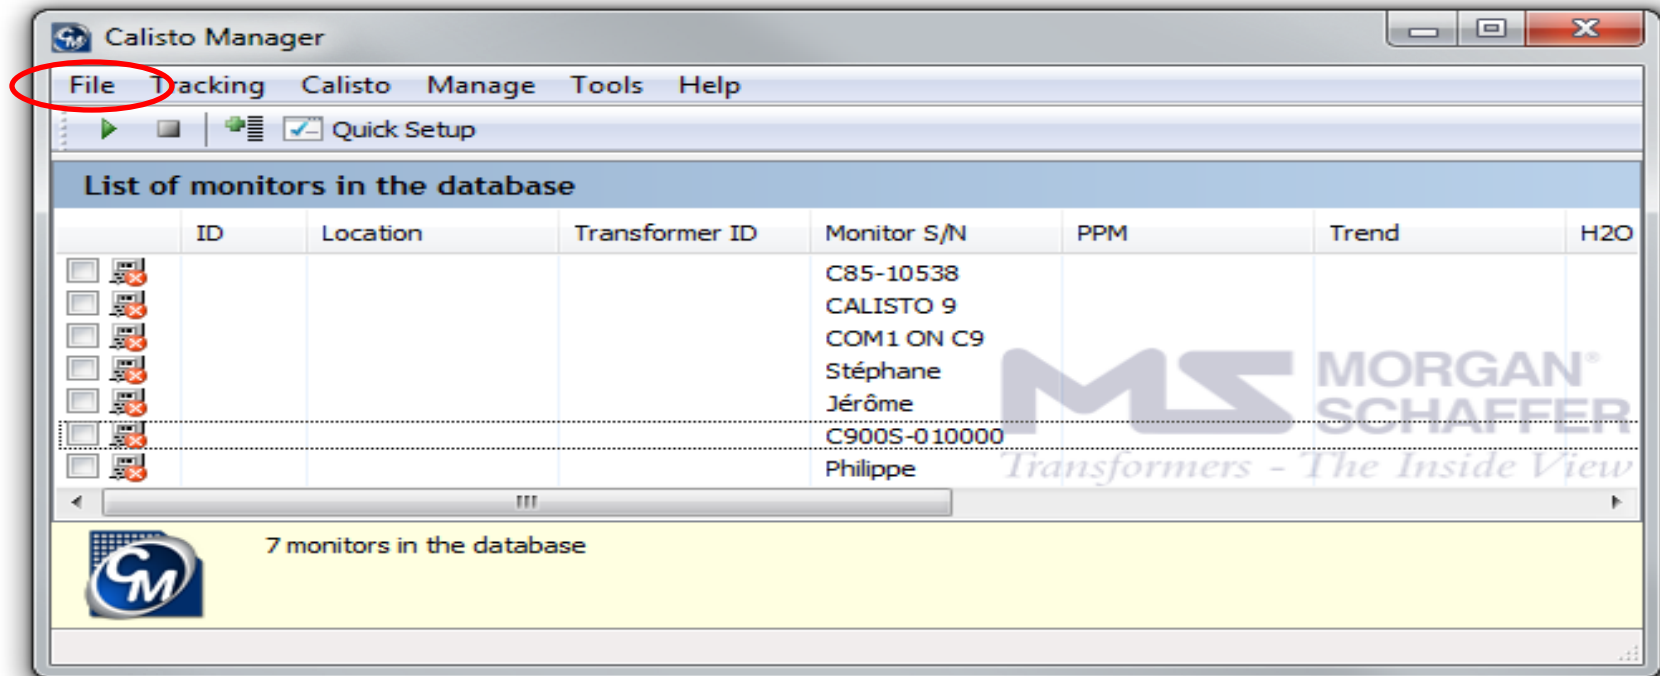 CM Calisto Manager
File Tracking Calisto Manage Tools Help
Quick Setup
List of monitors in the database
ID Location Transformer ID Monitor S/N PPM Trend H2O
C85-10538
CALISTO 9
COM1 ON C9
Stéphane
Jérôme
C900S-010000
Philippe
MS MORGAN®
SCHAFFER
Transformers - The Inside View
CM 7 monitors in the database